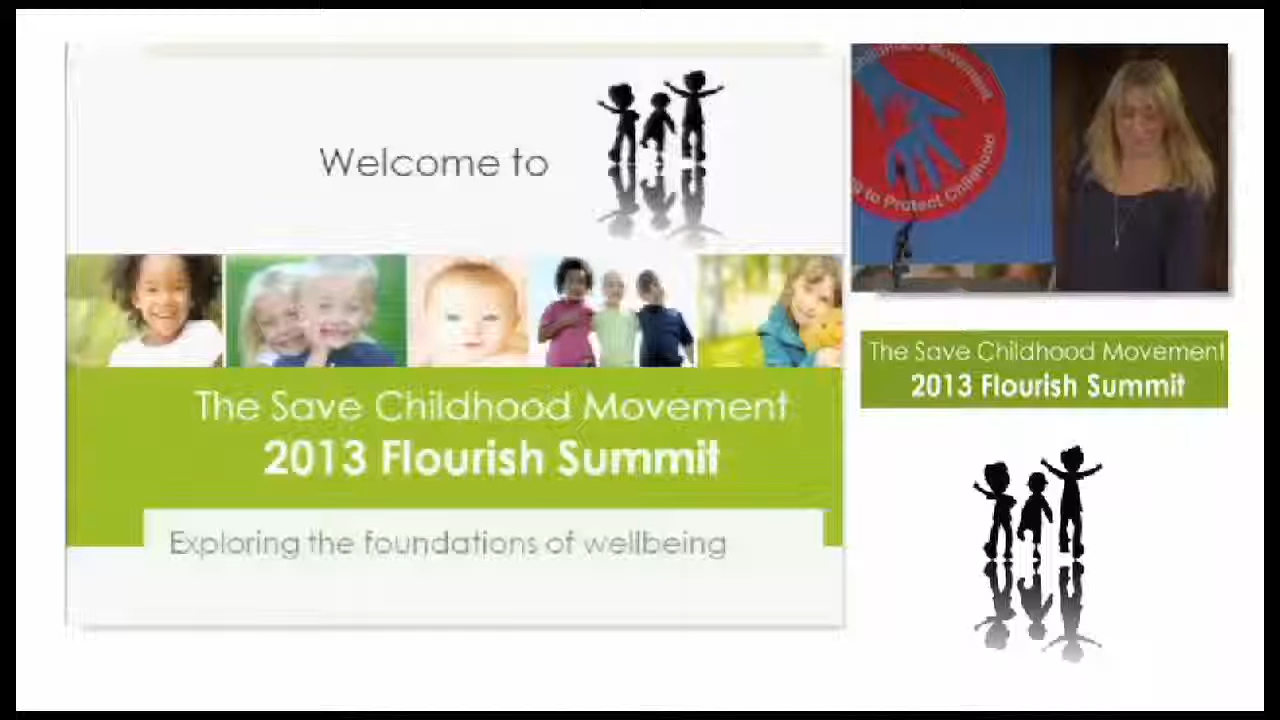 Welcome to
The Save Childhood Movement
2013 Flourish Summit
Exploring the foundations of wellbeing
Movement
to Protect Childhood
The Save Childhood Movement
2013 Flourish Summit